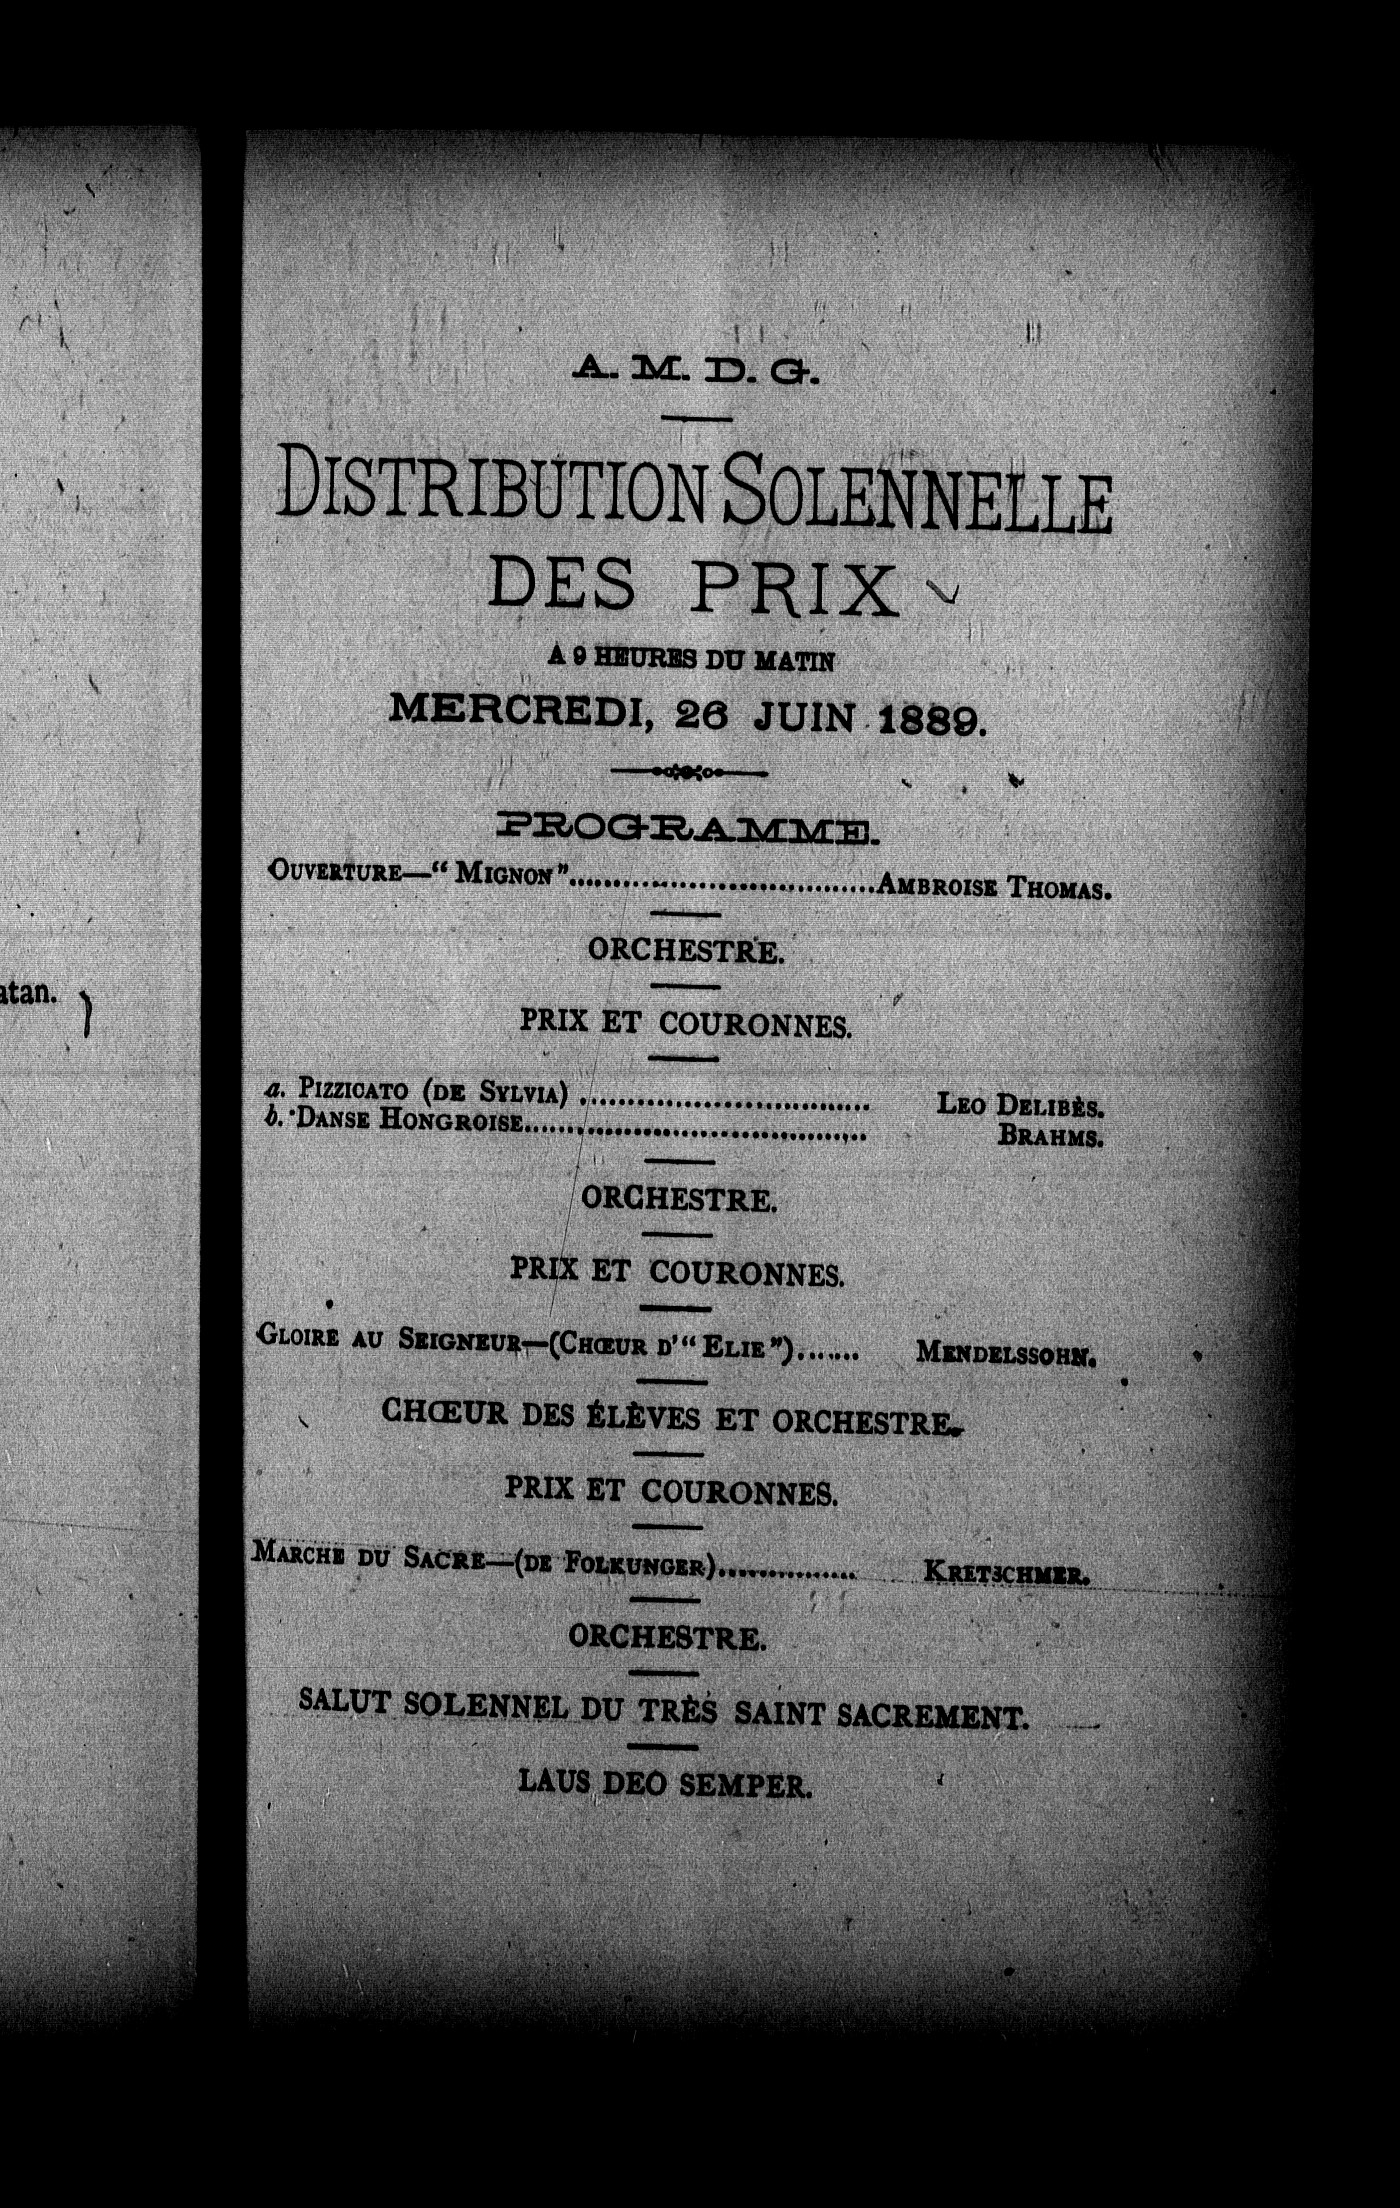 A. M. D. G.
DISTRIBUTION SOLENNELLE
DES PRIX
A 9 HEURES DU MATIN
MERCREDI, 26 JUIN 1889.
PROGRAMME.
OUVERTURE—“MIGNON”....................................AMBROISE THOMAS.
ORCHESTRE.
PRIX ET COURONNES.
a. PIZZICATO (DE SYLVIA) ................................. LEO DELIBÈS.
b. DANSE HONGROISE....................................... BRAHMS.
ORCHESTRE.
PRIX ET COURONNES.
GLOIRE AU SEIGNEUR—(CHŒUR D'“ELIE”)....... MENDELSSOHN.
CHŒUR DES ÉLÈVES ET ORCHESTRE.
PRIX ET COURONNES.
MARCHE DU SACRE—(DE FOLKUNGER)................ KRETSCHMER.
ORCHESTRE.
SALUT SOLENNEL DU TRÈS SAINT SACREMENT.
LAUS DEO SEMPER.
atan.